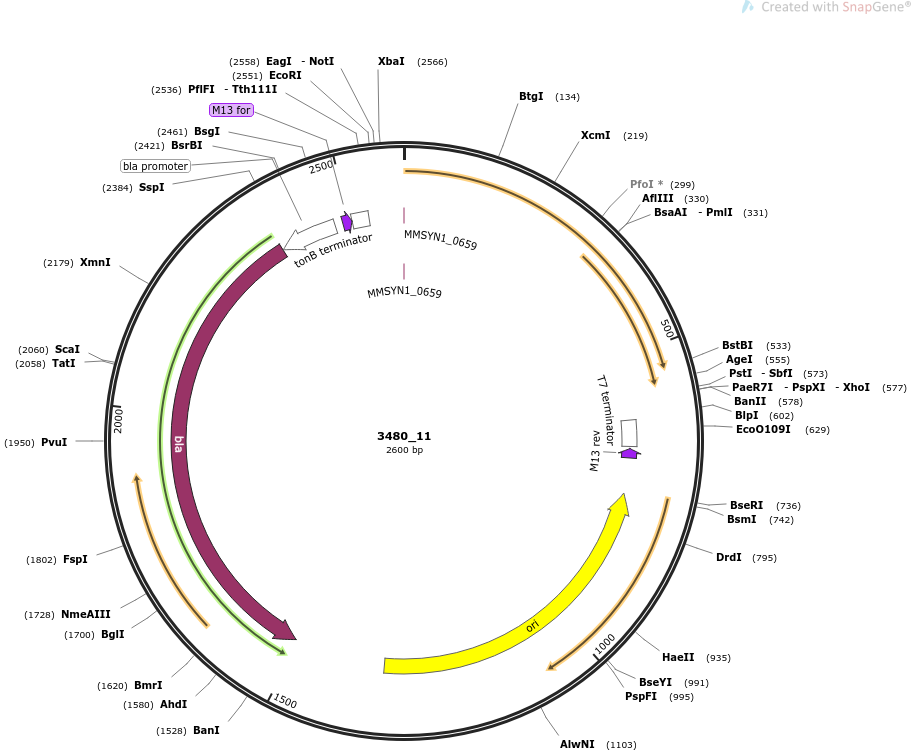 Created with SnapGene®
(2558) EagI - NotI
XbaI (2566)
(2551) EcoRI
(2536) PflFI - Tth111I
BtgI (134)
M13 for
(2461) BsgI
XcmI (219)
(2421) BsrBI
2500
bla promoter
(2384) SspI
PfoI * (299)
AflIII (330)
BsaAI - PmlI (331)
MMSYN1_0659
tonB terminator
(2179) XmnI
MMSYN1_0659
500
BstBI (533)
(2060) ScaI
AgeI (555)
(2058) TatI
PstI - SbfI (573)
PaeR7I - PspXI - XhoI (577)
BanII (578)
2000
T7 terminator
BlpI (602)
EcoO109I (629)
3480_11
2600 bp
(1950) PvuI
bla
M13 rev
BseRI (736)
BsmI (742)
(1802) FspI
DrdI (795)
(1728) NmeAIII
(1700) BglI
ori
1000
HaeII (935)
(1620) BmrI
BseYI (991)
PspFI (995)
(1580) AhdI
1500
(1528) BanI
AlwNI (1103)